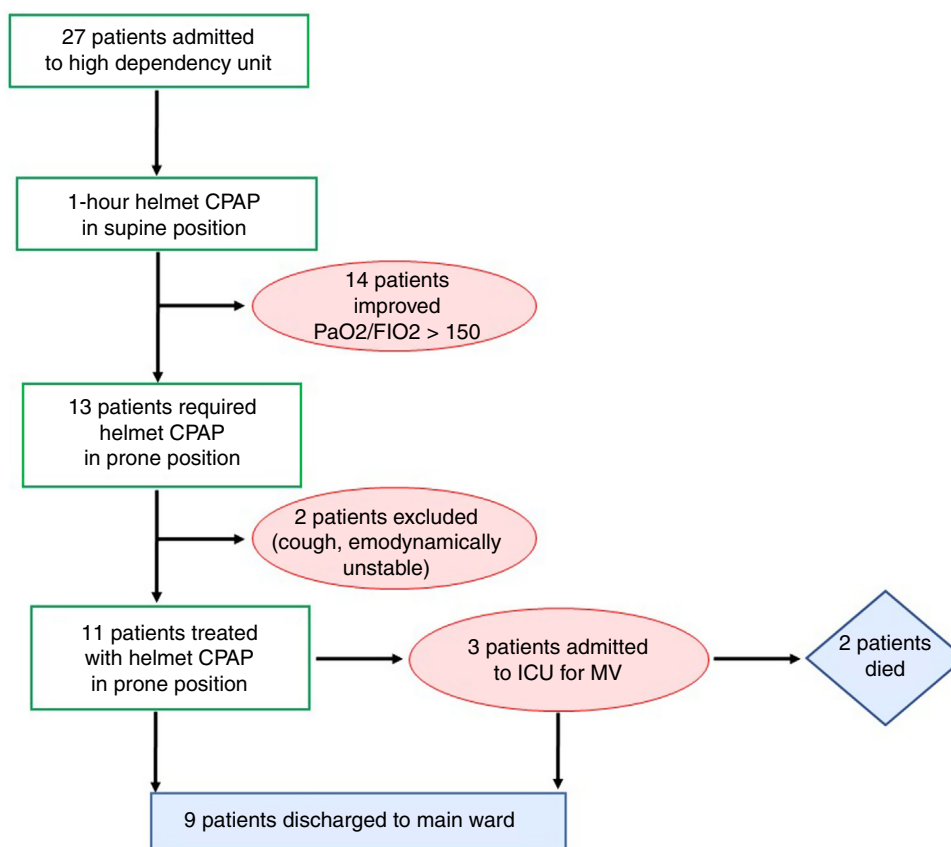 27 patients admitted
to high dependency unit
1-hour helmet CPAP
in supine position
14 patients
improved
PaO2/FIO2 > 150
13 patients required
helmet CPAP
in prone position
2 patients excluded
(cough, emodynamically
unstable)
11 patients treated
with helmet CPAP
in prone position
3 patients admitted
to ICU for MV
2 patients
died
9 patients discharged to main ward